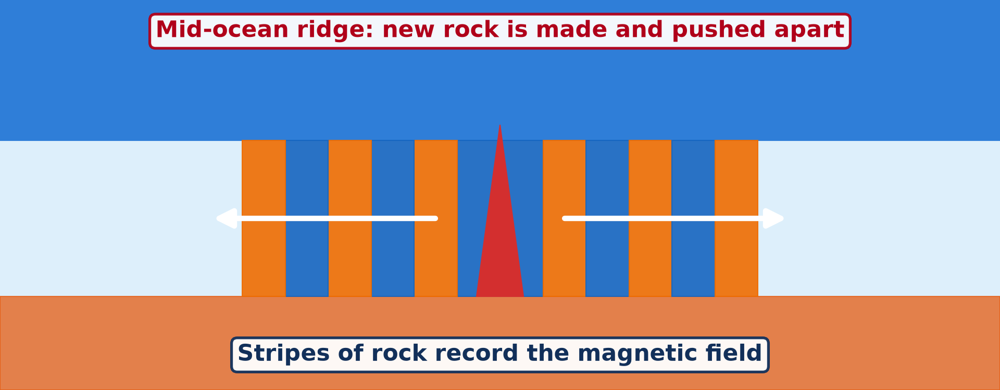 Mid-ocean ridge: new rock is made and pushed apart
Stripes of rock record the magnetic field